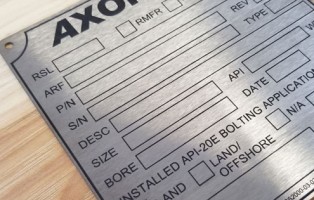 AXO
RMFR
REV
RSL
TYPE
ARF
P/N
S/N
API
DESC
DATE
SIZE
BORE
INSTALLED API-20E BOLTING APPLICATION
LAND/
OFFSHORE
N/A
AND